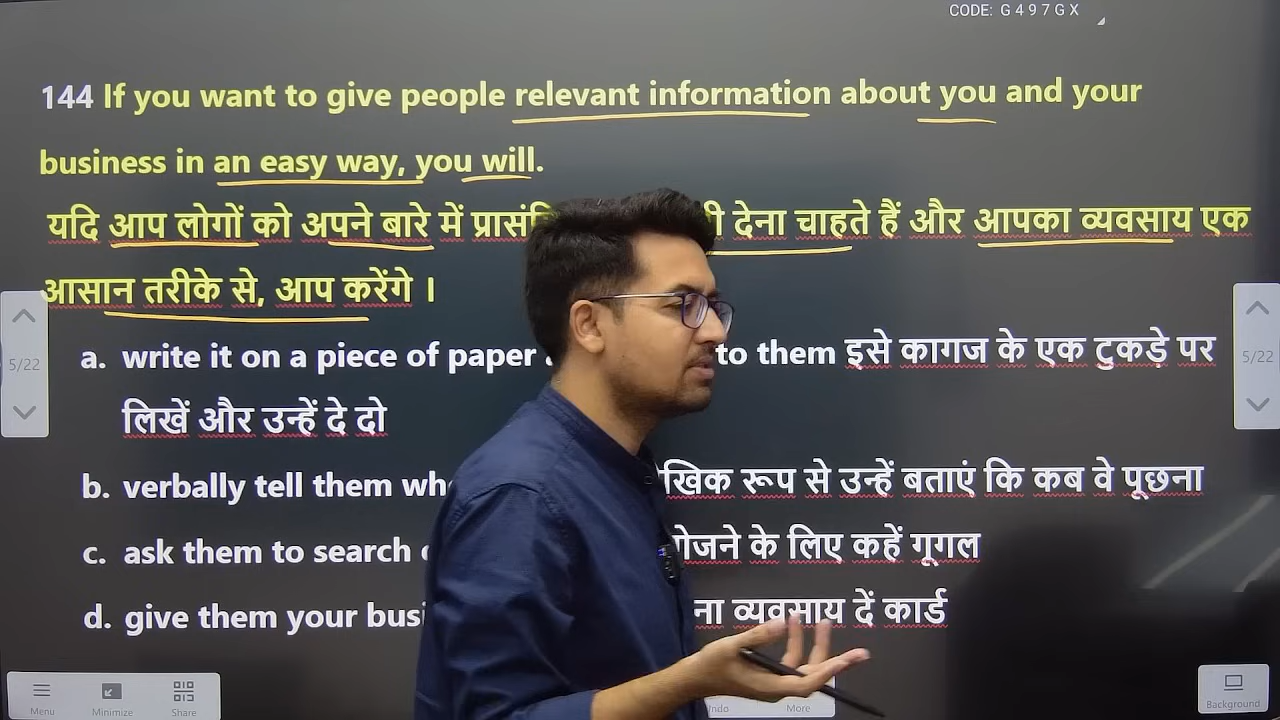 CODE: G 4 9 7 G X
144 If you want to give people relevant information about you and your
business in an easy way, you will.
यदि आप लोगों को अपने बारे में प्रासं देना चाहते हैं और आपका व्यवसाय एक
आसान तरीके से, आप करेंगे ।
a. write it on a piece of paper to them इसे कागज के एक टुकड़े पर
लिखें और उन्हें दे दो
b. verbally tell them रूप से उन्हें बताएं कि कब वे पूछना
c. ask them to search के लिए कहें गूगल
d. give them your व्यवसाय दें कार्ड
5/22 5/22
Menu Minimize Share More Background